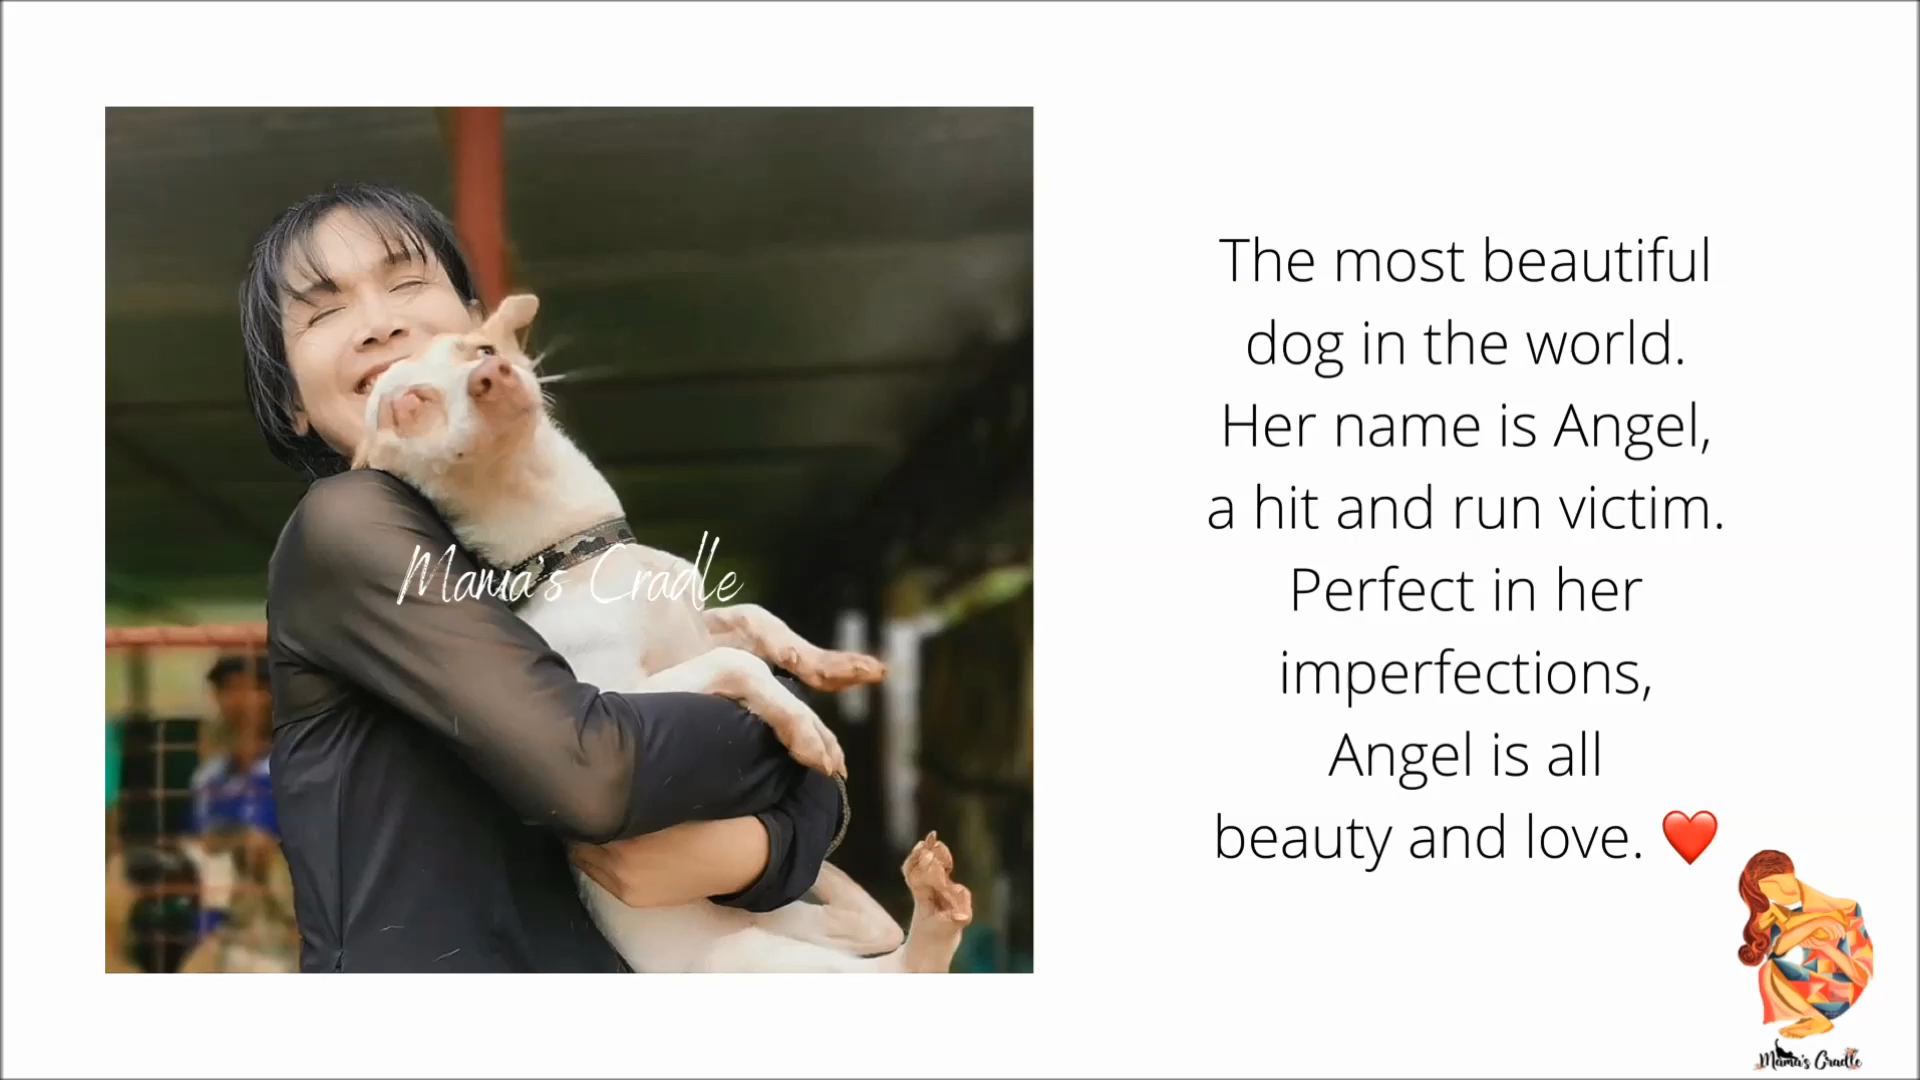 Mama's Cradle
The most beautiful
dog in the world.
Her name is Angel,
a hit and run victim.
Perfect in her
imperfections,
Angel is all
beauty and love. ❤️
Mama's Cradle